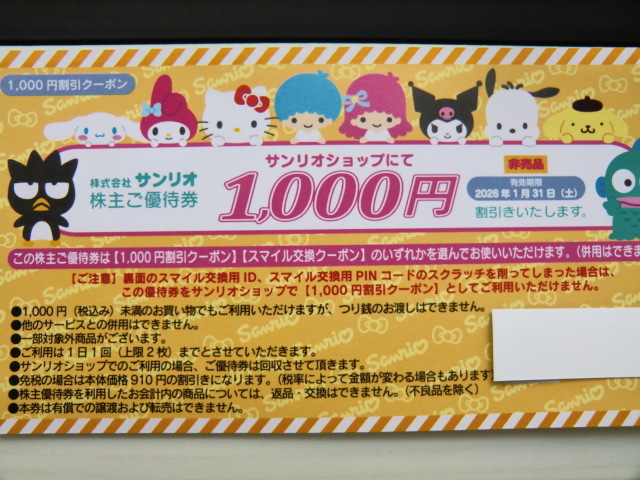 1,000円割引クーポン
Sanrio
サンリオショップにて
非売品
株式会社 サンリオ
株主ご優待券
1,000円
有効期限
2026年1月31日（土）
割引きいたします。
この株主ご優待券は【1,000円割引クーポン】【スマイル交換クーポン】のいずれかを選んでお使いいただけます。（併用はできま
【ご注意】裏面のスマイル交換用ID、スマイル交換用PINコードのスクラッチを削ってしまった場合は、
この優待券をサンリオショップで【1,000円割引クーポン】としてご利用いただけません。
●1,000円（税込み）未満のお買い物でもご利用いただけますが、つり銭のお渡しはできません。
●他のサービスとの併用はできません。
●一部対象外商品がございます。
●ご利用は1日1回（上限2枚）までとさせていただきます。
●サンリオショップでのご利用の場合、ご優待券は回収させて頂きます。
●免税の場合は本体価格910円の割引きになります。（税率によって金額が変わる場合もあります）
●株主優待券を利用したお会計内の商品については、返品・交換はできません。（不良品を除く）
●本券は有償での譲渡および転売はできません。